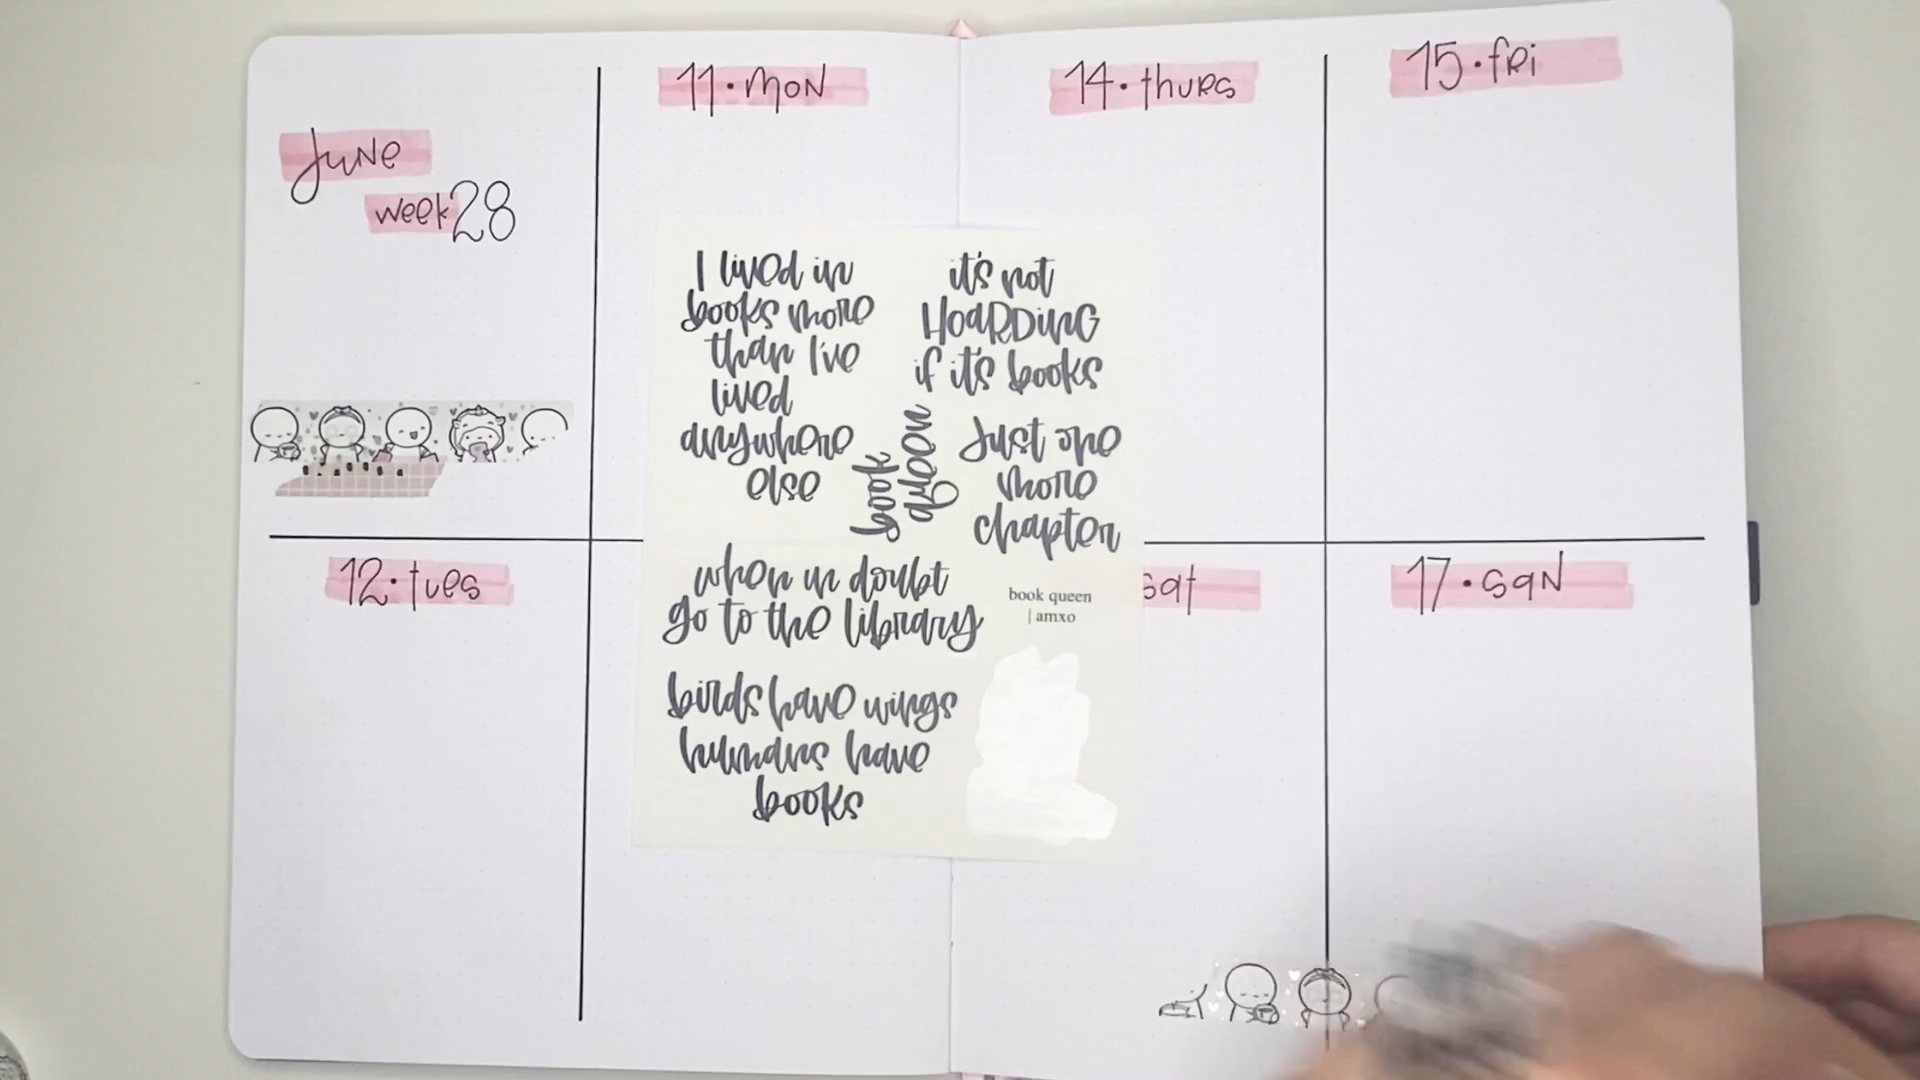 11·MON
14·thurs
15·fri
June
week 28
I lived in
books more
than I've
lived
anywhere
else
it's not
HOARDING
if it's books
book
queen
Just one
more
chapter
when in doubt
go to the library
book queen
| amxo
birds have wings
humans have
books
12·tues
sat
17·saN